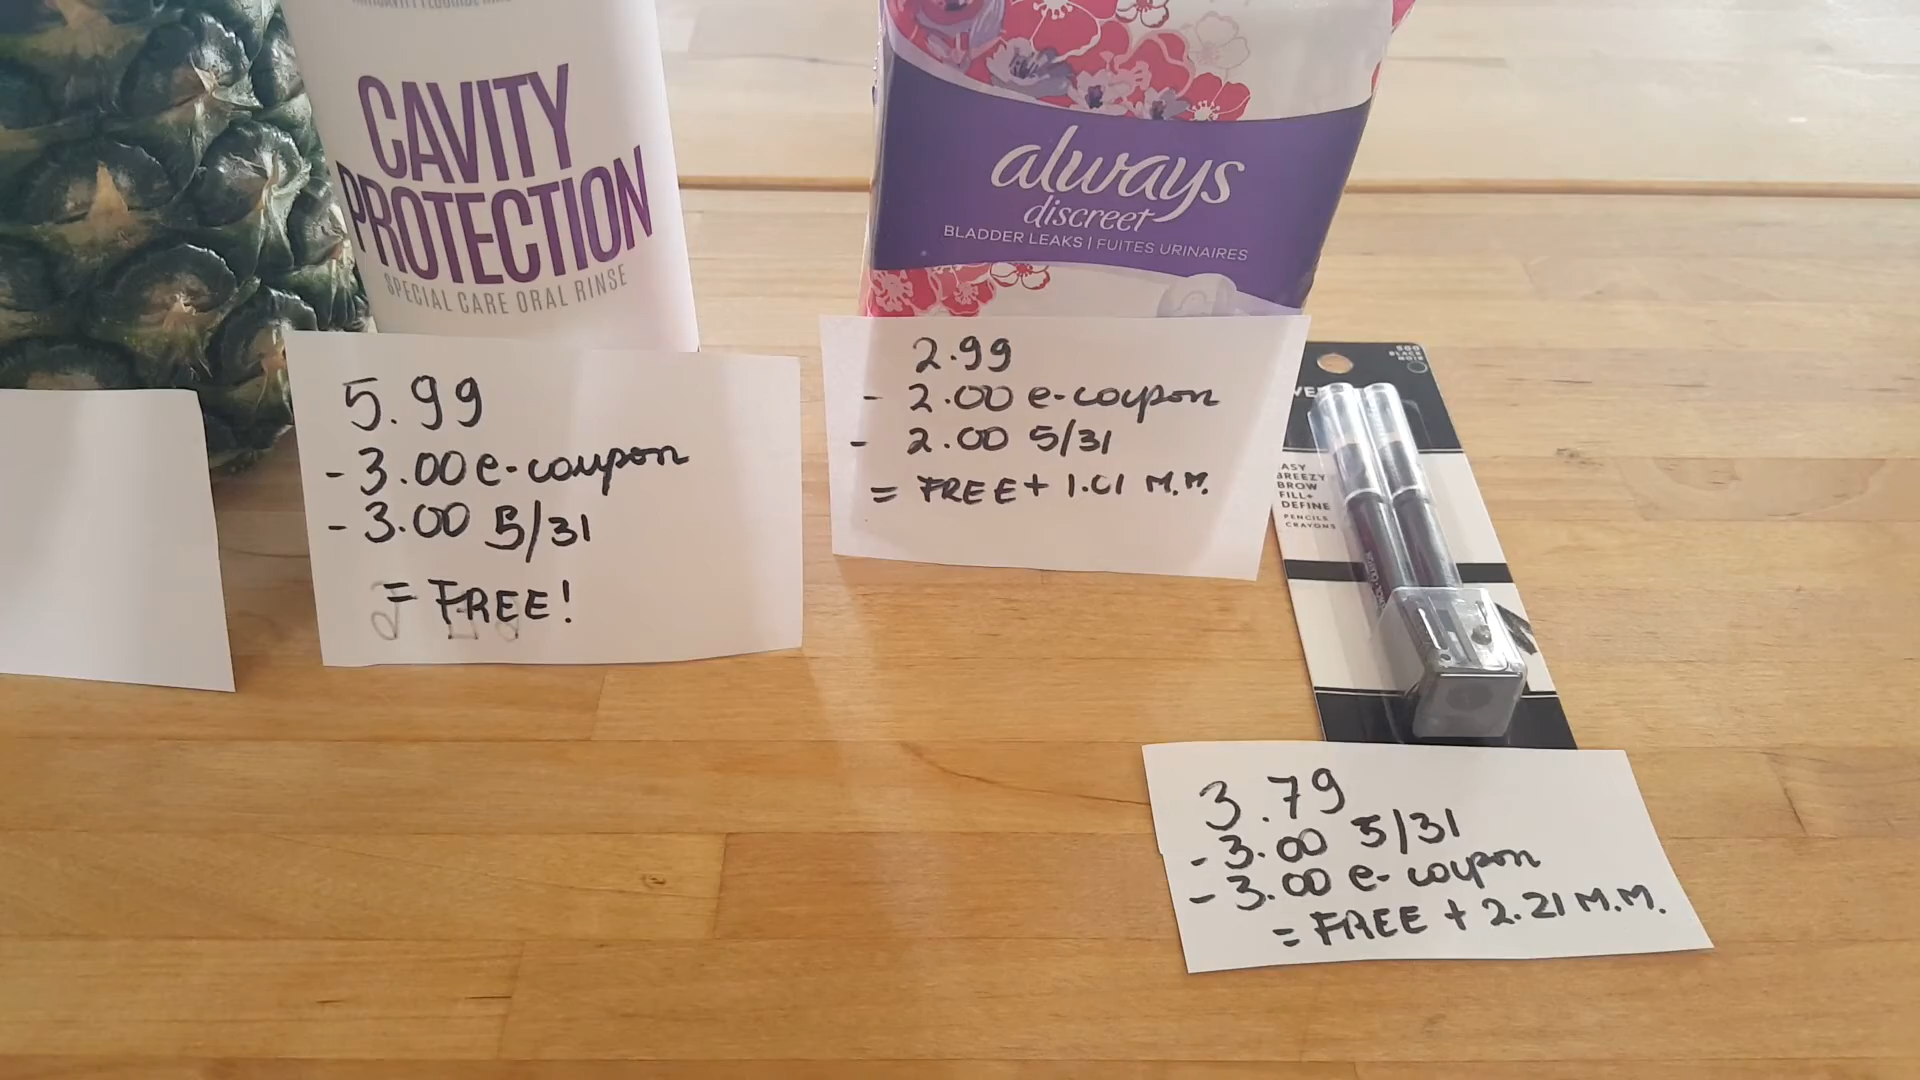 CAVITY
PROTECTION
SPECIAL CARE ORAL RINSE
always
discreet
BLADDER LEAKS | FUITES URINAIRES
5.99
- 3.00 e-coupon
- 3.00 5/31
= FREE!
2.99
- 2.00 e-coupon
- 2.00 5/31
= FREE + 1.01 M.M.
BLACK
NOIR
EASY
BREEZY
BROW
FILL+
DEFINE
PENCILS
CRAYONS
3.79
- 3.00 5/31
- 3.00 e-coupon
= FREE + 2.21 M.M.